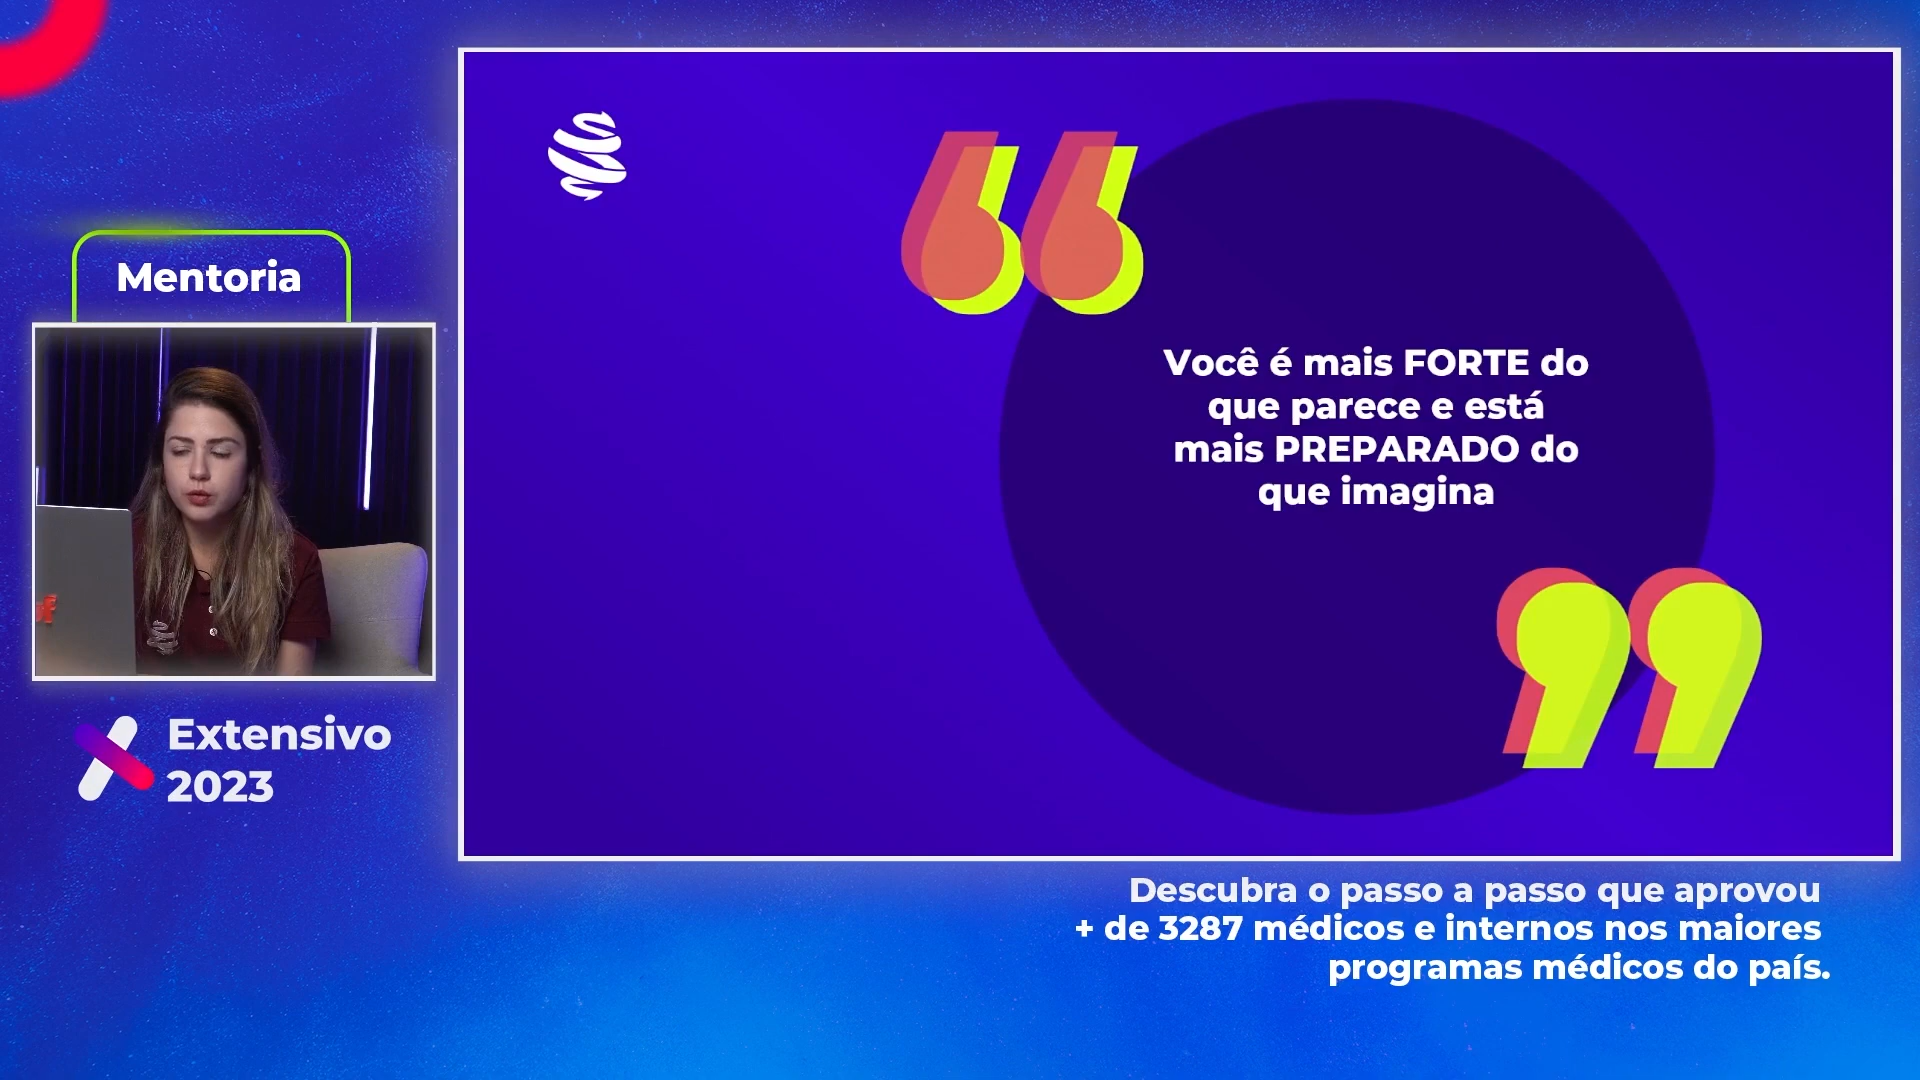 Mentoria
Você é mais FORTE do
que parece e está
mais PREPARADO do
que imagina
Extensivo
2023
Descubra o passo a passo que aprovou
+ de 3287 médicos e internos nos maiores
programas médicos do país.